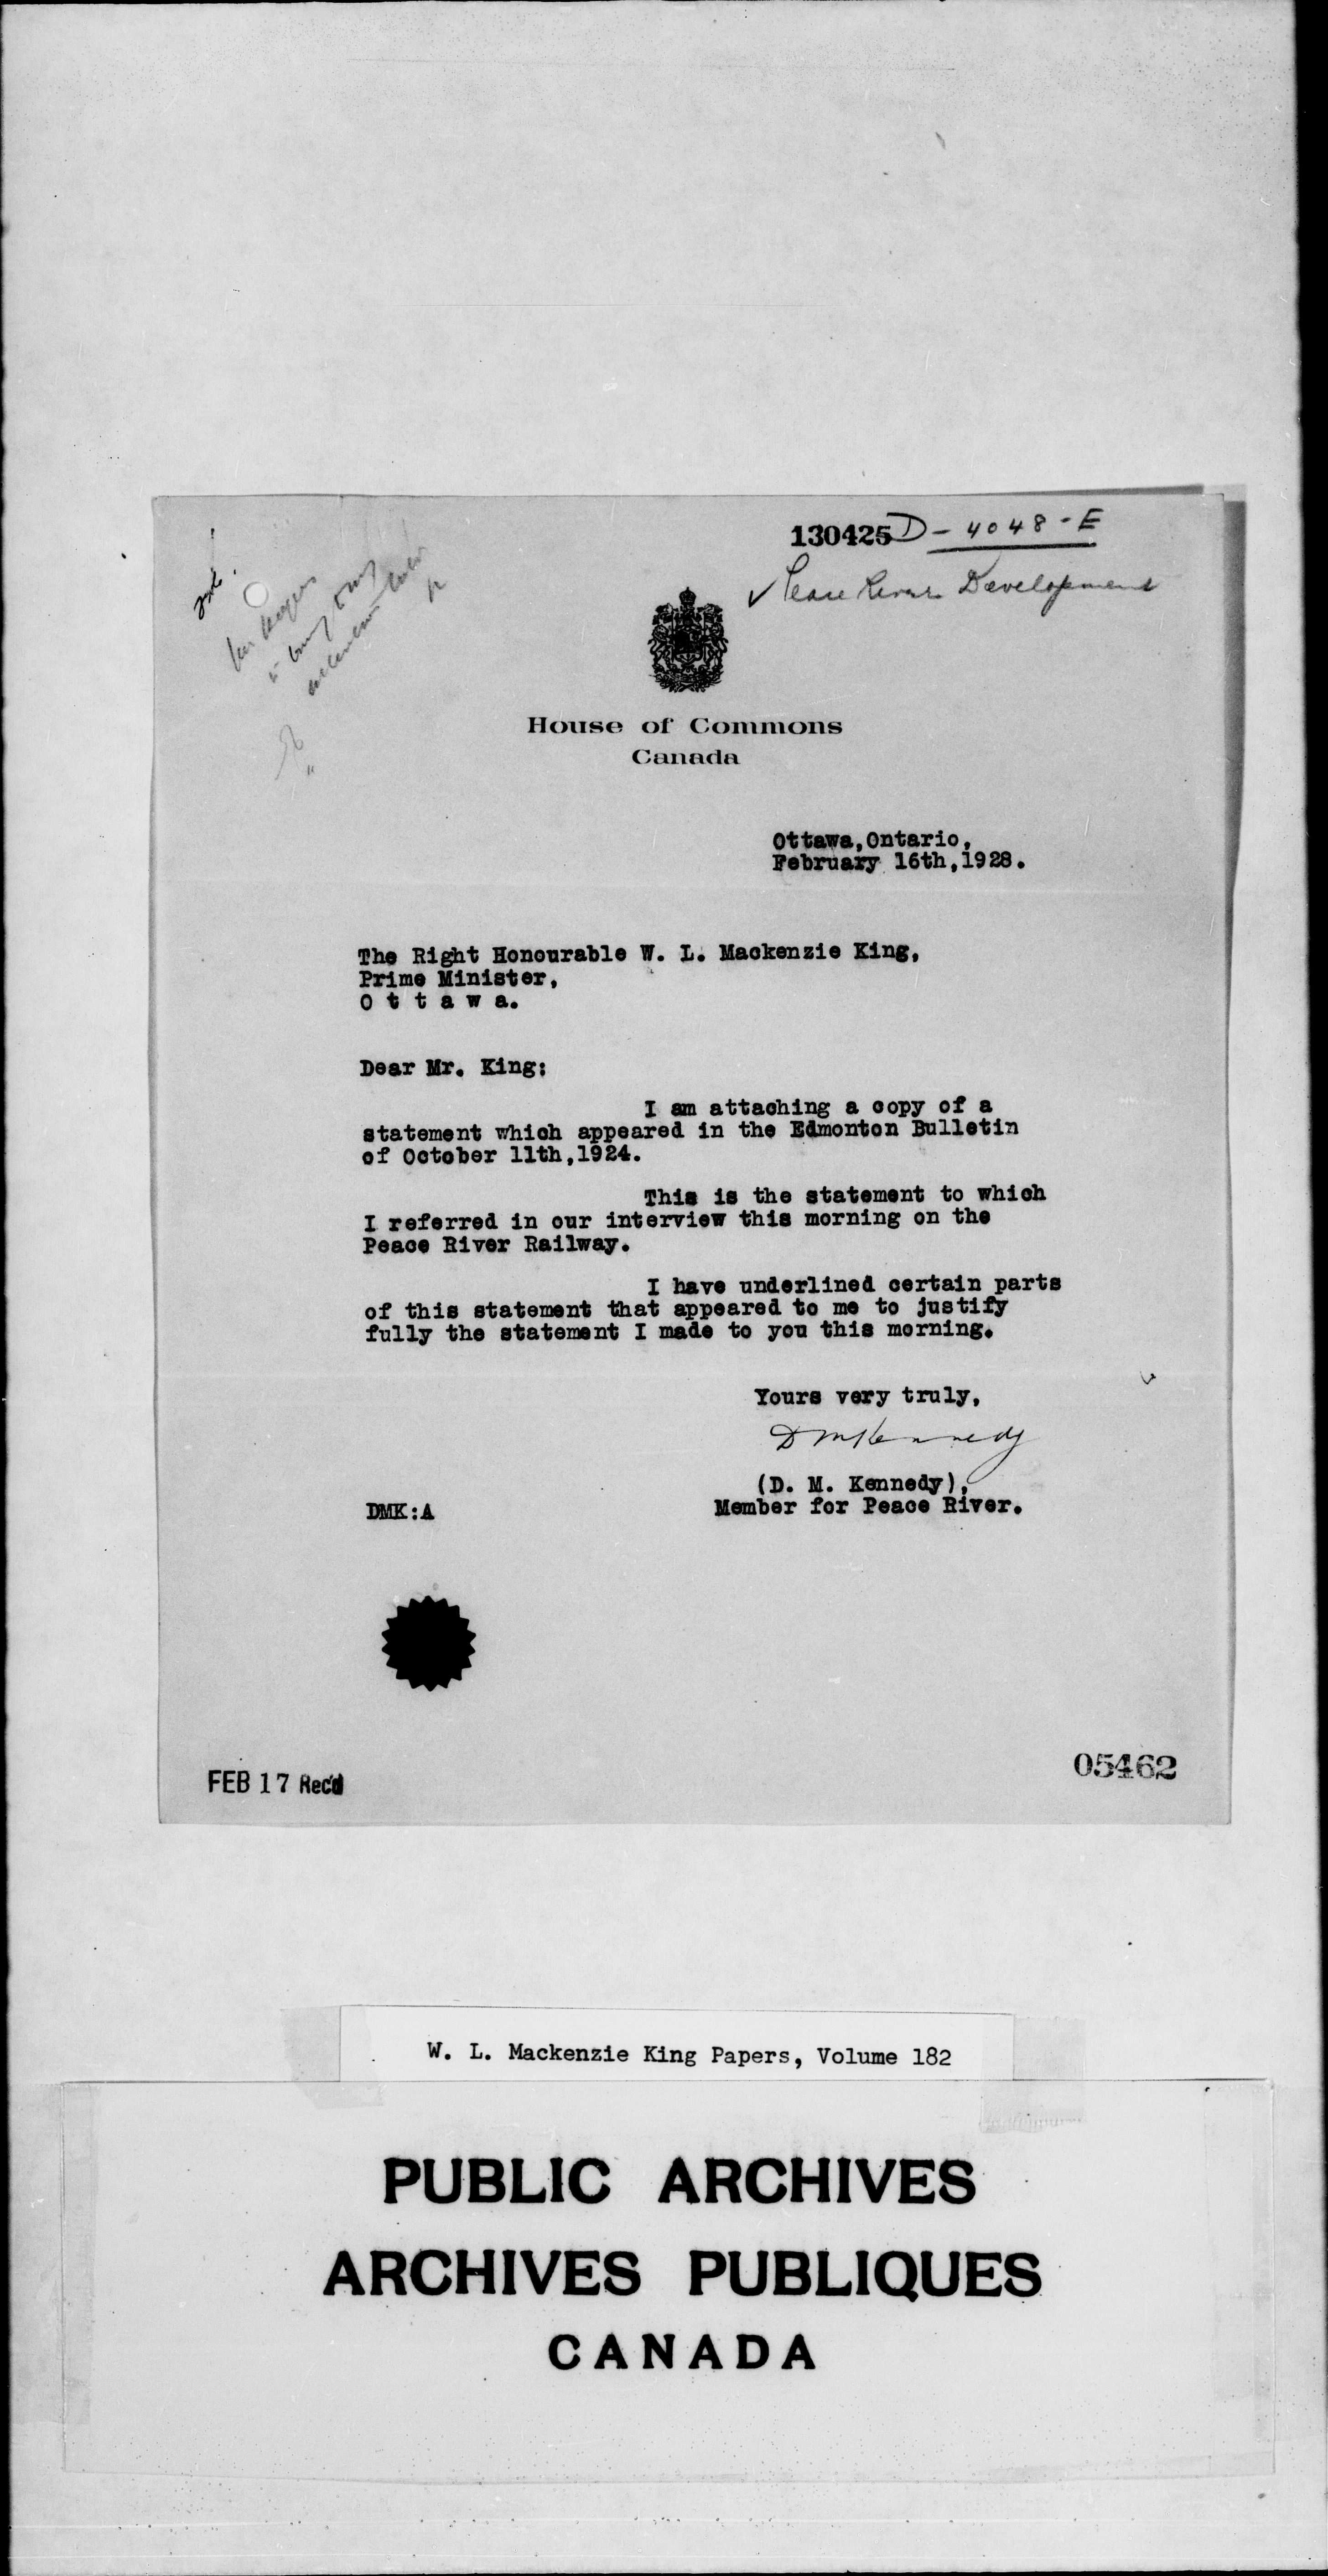 130425
D-4048-E
✓ Peace River Development
House of Commons
Canada
Ottawa,Ontario,
February 16th,1928.
The Right Honourable W. L. Mackenzie King,
Prime Minister,
O t t a w a.
Dear Mr. King:
I am attaching a copy of a
statement which appeared in the Edmonton Bulletin
of October 11th,1924.
This is the statement to which
I referred in our interview this morning on the
Peace River Railway.
I have underlined certain parts
of this statement that appeared to me to justify
fully the statement I made to you this morning.
Yours very truly,
DMKennedy
(D. M. Kennedy),
Member for Peace River.
DMK:A
FEB 17 Rec'd
05462
W. L. Mackenzie King Papers, Volume 182
PUBLIC ARCHIVES
ARCHIVES PUBLIQUES
CANADA